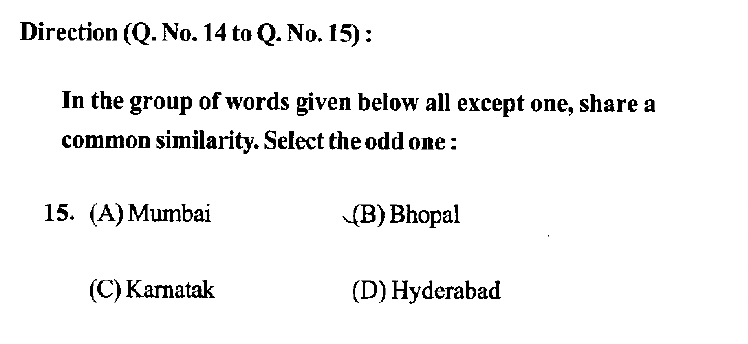 Direction (Q. No. 14 to Q. No. 15) :
In the group of words given below all except one, share a
common similarity. Select the odd one :
15. (A) Mumbai (B) Bhopal
(C) Karnatak (D) Hyderabad